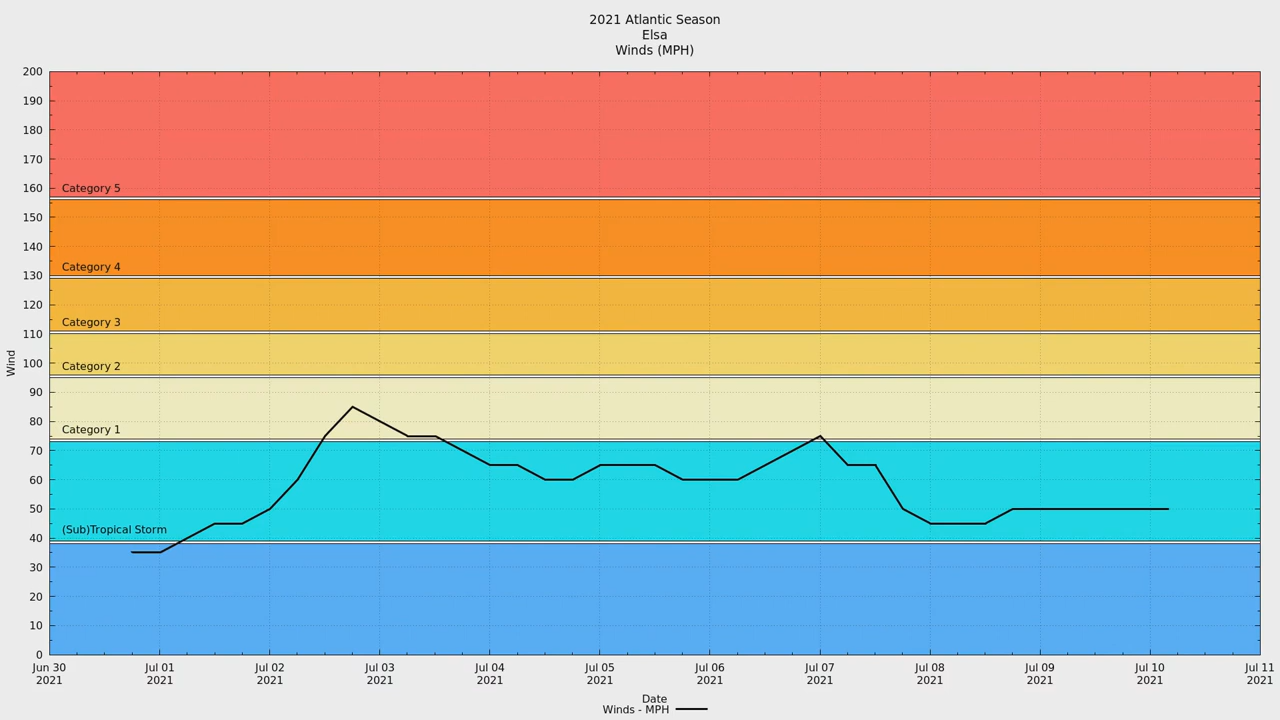 2021 Atlantic Season
Elsa
Winds (MPH)
200
190
180
170
160
150
140
130
120
110
100
90
80
70
60
50
40
30
20
10
0
Wind
Category 5
Category 4
Category 3
Category 2
Category 1
(Sub)Tropical Storm
Jun 30 Jul 01 Jul 02 Jul 03 Jul 04 Jul 05 Jul 06 Jul 07 Jul 08 Jul 09 Jul 10 Jul 11
2021 2021 2021 2021 2021 2021 2021 2021 2021 2021 2021 2021
Date
Winds - MPH